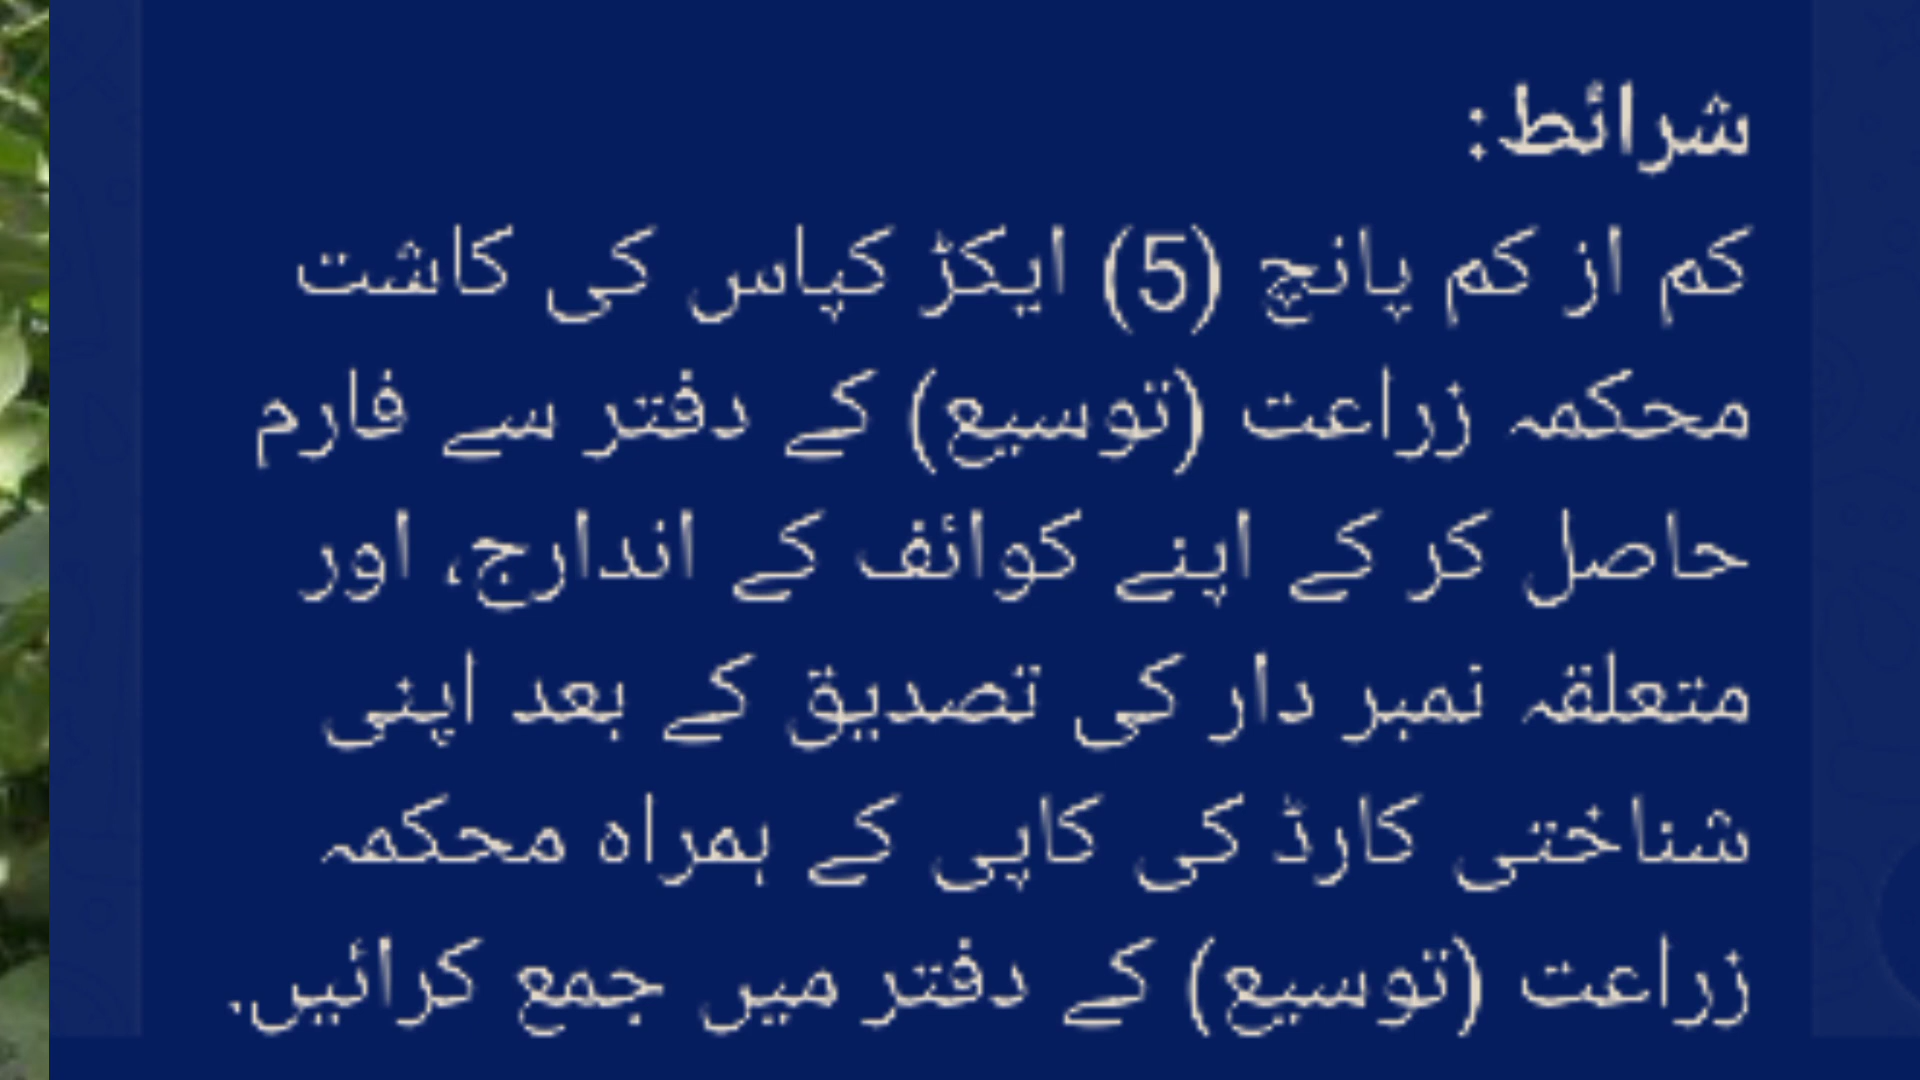 شرائط:
کم از کم پانچ (5) ایکڑ کپاس کی کاشت
محکمہ زراعت (توسیع) کے دفتر سے فارم
حاصل کر کے اپنے کوائف کے اندارج، اور
متعلقہ نمبر دار کی تصدیق کے بعد اپنی
شناختی کارڈ کی کاپی کے ہمراہ محکمہ
زراعت (توسیع) کے دفتر میں جمع کرائیں.